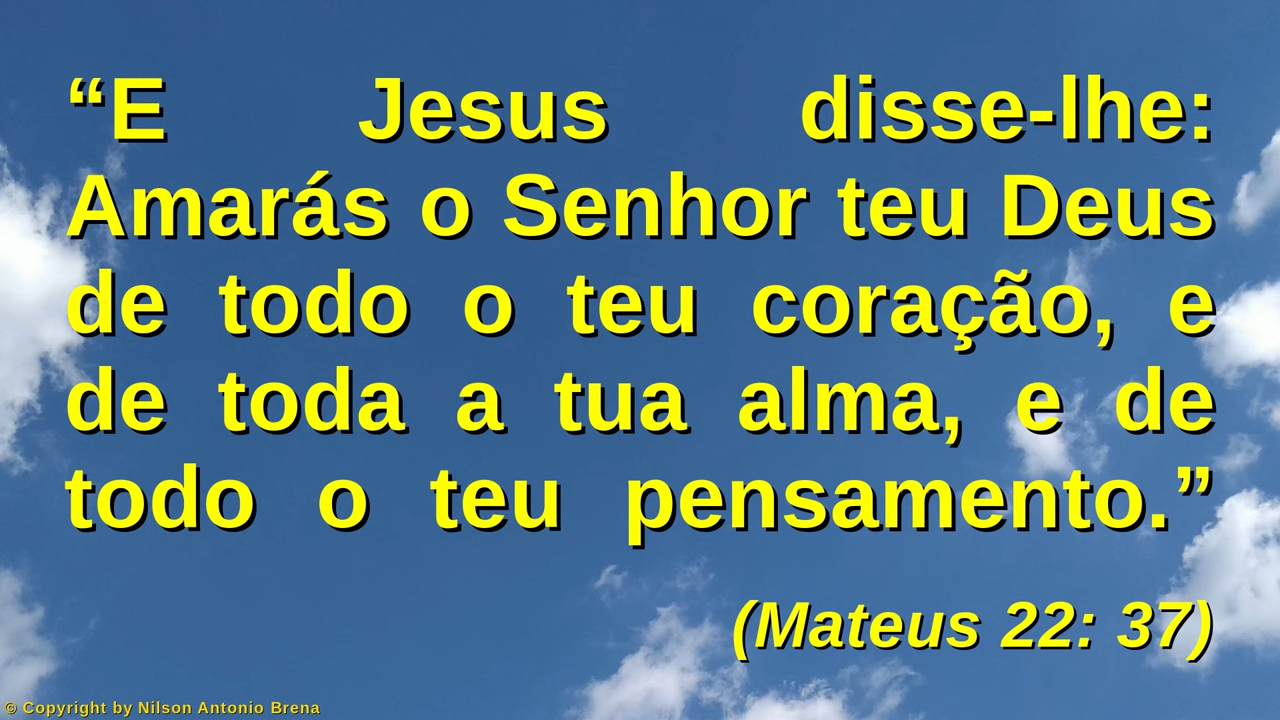 “E Jesus disse-lhe:
Amarás o Senhor teu Deus
de todo o teu coração, e
de toda a tua alma, e de
todo o teu pensamento.”
(Mateus 22: 37)
© Copyright by Nilson Antonio Brena